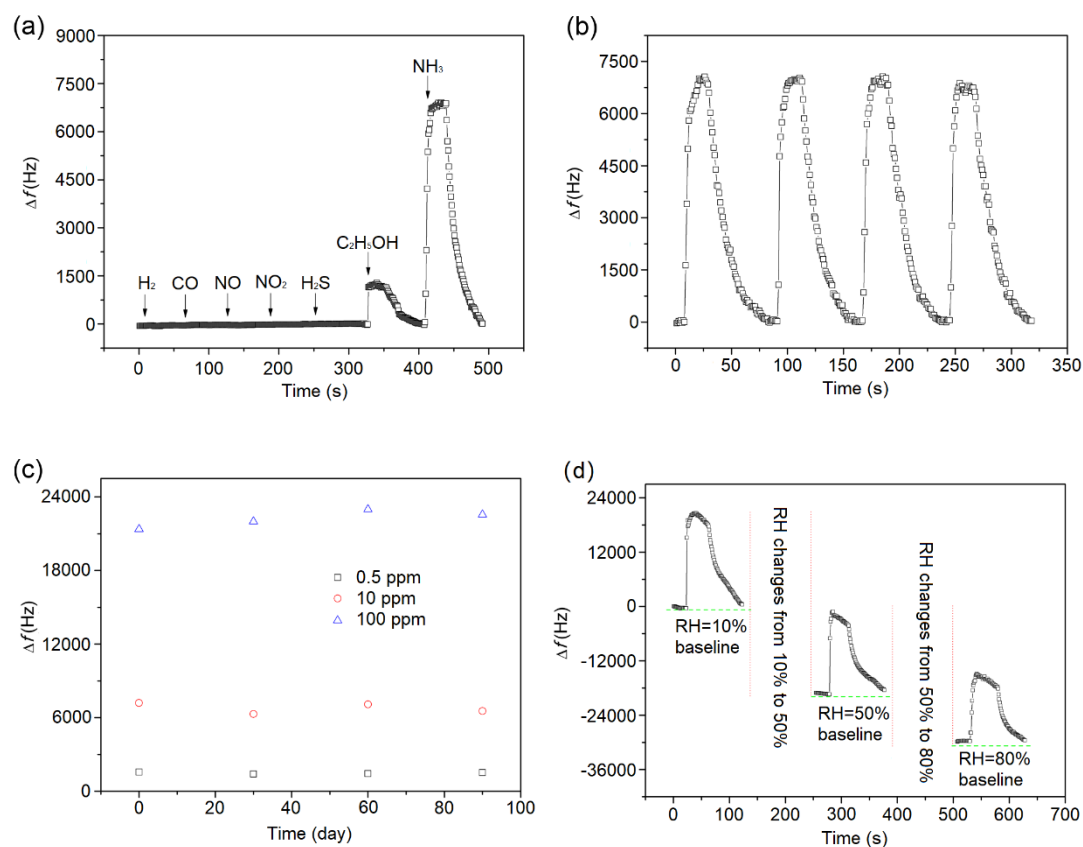 (a)
9000
7500
6000
4500
3000
1500
0
Δf(Hz)
NH₃
C₂H₅OH
H₂ CO NO NO₂ H₂S
0 100 200 300 400 500
Time (s)
(b)
7500
6000
4500
3000
1500
0
Δf(Hz)
0 50 100 150 200 250 300 350
Time (s)
(c)
24000
18000
12000
6000
0
Δf(Hz)
0.5 ppm
10 ppm
100 ppm
0 20 40 60 80 100
Time (day)
(d)
24000
12000
0
-12000
-24000
-36000
Δf(Hz)
RH=10%
baseline
RH changes from 10% to 50%
RH=50%
baseline
RH changes from 50% to 80%
RH=80%
baseline
0 100 200 300 400 500 600 700
Time (s)